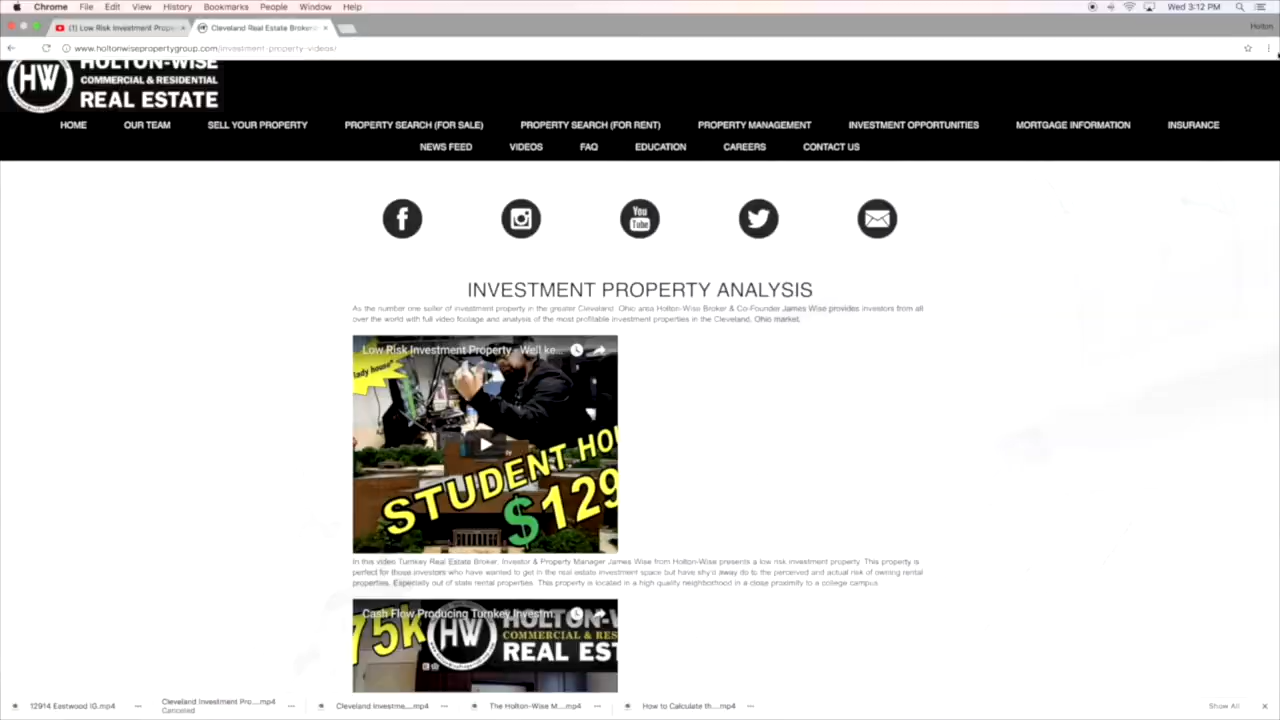 Chrome File Edit View History Bookmarks People Window Help Wed 3:12 PM
(1) Low Risk Investment Prope Cleveland Real Estate Brokera Holton
www.holtonwisepropertygroup.com/investment-property-videos/
HW HOLTON-WISE
COMMERCIAL & RESIDENTIAL
REAL ESTATE
HOME OUR TEAM SELL YOUR PROPERTY PROPERTY SEARCH (FOR SALE) PROPERTY SEARCH (FOR RENT) PROPERTY MANAGEMENT INVESTMENT OPPORTUNITIES MORTGAGE INFORMATION INSURANCE
NEWS FEED VIDEOS FAQ EDUCATION CAREERS CONTACT US
You
Tube
INVESTMENT PROPERTY ANALYSIS
As the number one seller of investment property in the greater Cleveland, Ohio area Holton-Wise Broker & Co-Founder James Wise provides investors from all
over the world with full video footage and analysis of the most profitable investment properties in the Cleveland, Ohio market.
Low Risk Investment Property - Well ke...
ady house"
STUDENT HOU
$129
In this video Turnkey Real Estate Broker, Investor & Property Manager James Wise from Holton-Wise presents a low risk investment property. This property is
perfect for those investors who have wanted to get in the real estate investment space but have shy'd away do to the perceived and actual risk of owning rental
properties. Especially out of state rental properties. This property is located in a high quality neighborhood in a close proximity to a college campus.
Cash Flow Producing Turnkey Investm...
75k HW HOLTON-W
COMMERCIAL & RES
REAL EST
12914 Eastwood IG.mp4 Cleveland Investment Pro....mp4 Cleveland Investme....mp4 The Holton-Wise M....mp4 How to Calculate th....mp4 Show All
Canceled